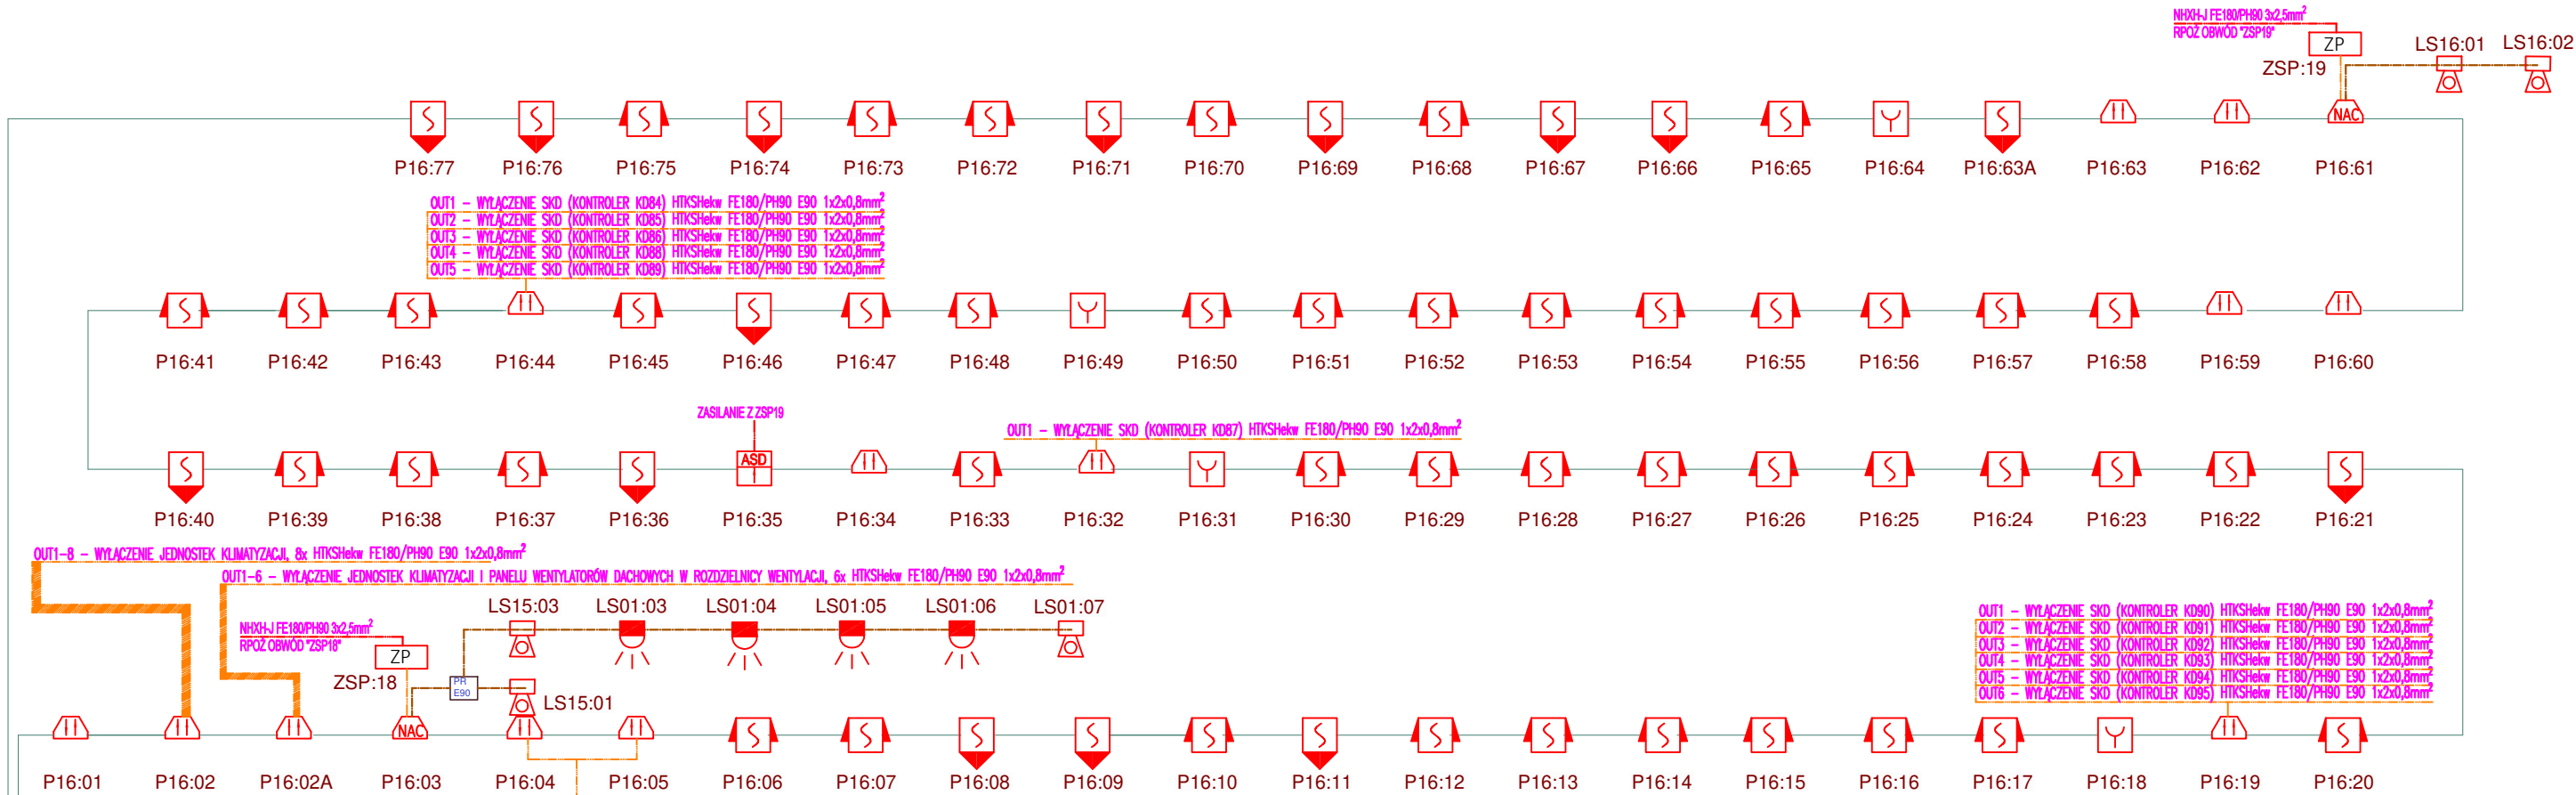 NHXH-J FE180/PH90 3x2,5mm²
RPOŻ OBWÓD "ZSP19"
ZP
ZSP:19
LS16:01 LS16:02
NAC
P16:77 P16:76 P16:75 P16:74 P16:73 P16:72 P16:71 P16:70 P16:69 P16:68 P16:67 P16:66 P16:65 P16:64 P16:63A P16:63 P16:62 P16:61
OUT1 - WYŁĄCZENIE SKD (KONTROLER KD84) HTKSHekw FE180/PH90 E90 1x2x0,8mm²
OUT2 - WYŁĄCZENIE SKD (KONTROLER KD85) HTKSHekw FE180/PH90 E90 1x2x0,8mm²
OUT3 - WYŁĄCZENIE SKD (KONTROLER KD86) HTKSHekw FE180/PH90 E90 1x2x0,8mm²
OUT4 - WYŁĄCZENIE SKD (KONTROLER KD88) HTKSHekw FE180/PH90 E90 1x2x0,8mm²
OUT5 - WYŁĄCZENIE SKD (KONTROLER KD89) HTKSHekw FE180/PH90 E90 1x2x0,8mm²
P16:41 P16:42 P16:43 P16:44 P16:45 P16:46 P16:47 P16:48 P16:49 P16:50 P16:51 P16:52 P16:53 P16:54 P16:55 P16:56 P16:57 P16:58 P16:59 P16:60
ZASILANIE Z ZSP19
OUT1 - WYŁĄCZENIE SKD (KONTROLER KD87) HTKSHekw FE180/PH90 E90 1x2x0,8mm²
ASD
P16:40 P16:39 P16:38 P16:37 P16:36 P16:35 P16:34 P16:33 P16:32 P16:31 P16:30 P16:29 P16:28 P16:27 P16:26 P16:25 P16:24 P16:23 P16:22 P16:21
OUT1-8 - WYŁĄCZENIE JEDNOSTEK KLIMATYZACJI, 8x HTKSHekw FE180/PH90 E90 1x2x0,8mm²
OUT1-6 - WYŁĄCZENIE JEDNOSTEK KLIMATYZACJI I PANELU WENTYLATORÓW DACHOWYCH W ROZDZIELNICY WENTYLACJI, 6x HTKSHekw FE180/PH90 E90 1x2x0,8mm²
LS15:03 LS01:03 LS01:04 LS01:05 LS01:06 LS01:07
NHXH-J FE180/PH90 3x2,5mm²
RPOŻ OBWÓD "ZSP18"
ZP
ZSP:18
PR
E90
LS15:01
OUT1 - WYŁĄCZENIE SKD (KONTROLER KD90) HTKSHekw FE180/PH90 E90 1x2x0,8mm²
OUT2 - WYŁĄCZENIE SKD (KONTROLER KD91) HTKSHekw FE180/PH90 E90 1x2x0,8mm²
OUT3 - WYŁĄCZENIE SKD (KONTROLER KD92) HTKSHekw FE180/PH90 E90 1x2x0,8mm²
OUT4 - WYŁĄCZENIE SKD (KONTROLER KD93) HTKSHekw FE180/PH90 E90 1x2x0,8mm²
OUT5 - WYŁĄCZENIE SKD (KONTROLER KD94) HTKSHekw FE180/PH90 E90 1x2x0,8mm²
OUT6 - WYŁĄCZENIE SKD (KONTROLER KD95) HTKSHekw FE180/PH90 E90 1x2x0,8mm²
NAC
P16:01 P16:02 P16:02A P16:03 P16:04 P16:05 P16:06 P16:07 P16:08 P16:09 P16:10 P16:11 P16:12 P16:13 P16:14 P16:15 P16:16 P16:17 P16:18 P16:19 P16:20